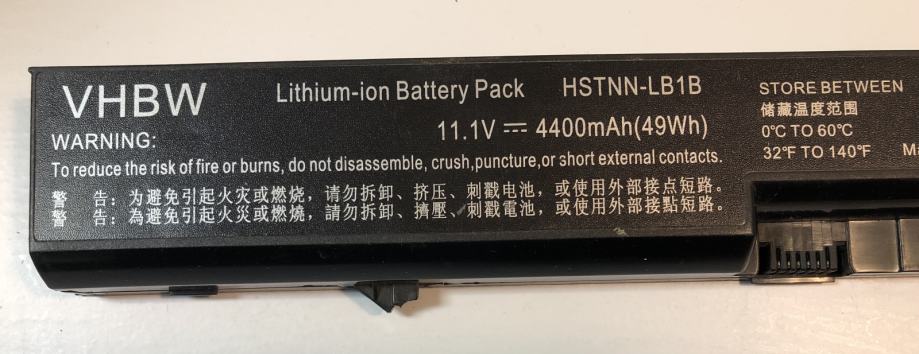 VHBW
Lithium-ion Battery Pack HSTNN-LB1B
11.1V ⎓ 4400mAh(49Wh)
WARNING:
To reduce the risk of fire or burns, do not disassemble, crush,puncture,or short external contacts.
警 告：为避免引起火灾或燃烧，请勿拆卸、挤压、刺戳电池，或使用外部接点短路。
警 告：為避免引起火災或燃燒，請勿拆卸、擠壓、刺戳電池，或使用外部接點短路。
STORE BETWEEN
储藏温度范围
0℃ TO 60℃
32℉ TO 140℉